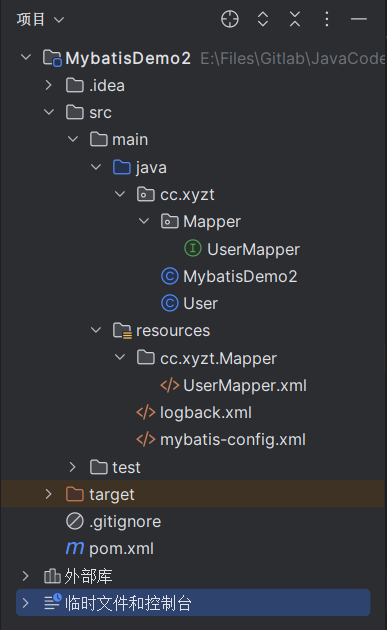 项目
MybatisDemo2 E:\Files\Gitlab\JavaCode
.idea
src
main
java
cc.xyzt
Mapper
UserMapper
MybatisDemo2
User
resources
cc.xyzt.Mapper
UserMapper.xml
logback.xml
mybatis-config.xml
test
target
.gitignore
pom.xml
外部库
临时文件和控制台